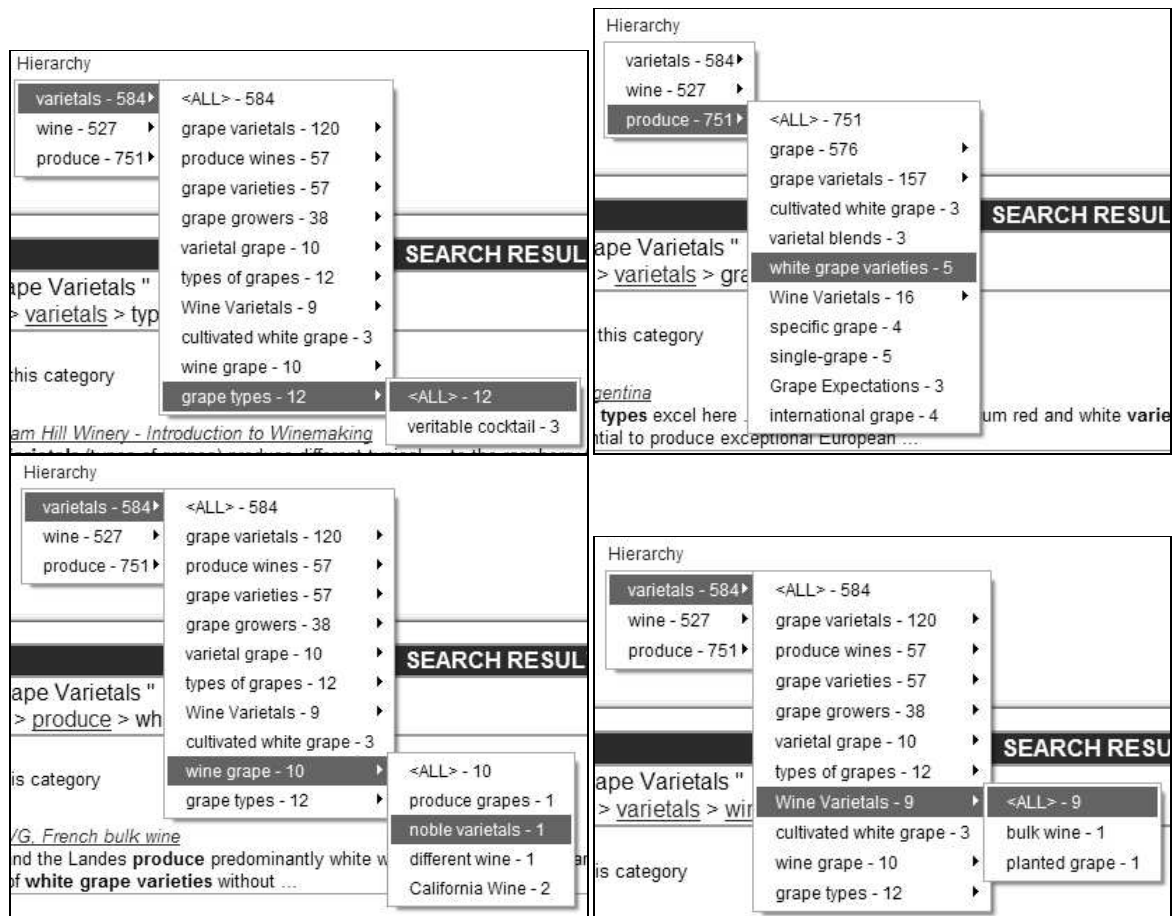 Hierarchy
varietals - 584
wine - 527
produce - 751
<ALL> - 584
grape varietals - 120
produce wines - 57
grape varieties - 57
grape growers - 38
varietal grape - 10
types of grapes - 12
Wine Varietals - 9
cultivated white grape - 3
wine grape - 10
grape types - 12
<ALL> - 12
veritable cocktail - 3
SEARCH RESUL
ape Varietals "
> varietals > typ
this category
am Hill Winery - Introduction to Winemaking
Hierarchy
varietals - 584
wine - 527
produce - 751
<ALL> - 751
grape - 576
grape varietals - 157
cultivated white grape - 3
varietal blends - 3
white grape varieties - 5
Wine Varietals - 16
specific grape - 4
single-grape - 5
Grape Expectations - 3
international grape - 4
SEARCH RESUL
ape Varietals "
> varietals > gra
this category
gentina
types excel here um red and white varie
ntial to produce exceptional European ...
Hierarchy
varietals - 584
wine - 527
produce - 751
<ALL> - 584
grape varietals - 120
produce wines - 57
grape varieties - 57
grape growers - 38
varietal grape - 10
types of grapes - 12
Wine Varietals - 9
cultivated white grape - 3
wine grape - 10
grape types - 12
<ALL> - 10
produce grapes - 1
noble varietals - 1
different wine - 1
California Wine - 2
SEARCH RESUL
ape Varietals "
> produce > wh
is category
/G, French bulk wine
nd the Landes produce predominantly white w
of white grape varieties without ...
Hierarchy
varietals - 584
wine - 527
produce - 751
<ALL> - 584
grape varietals - 120
produce wines - 57
grape varieties - 57
grape growers - 38
varietal grape - 10
types of grapes - 12
Wine Varietals - 9
cultivated white grape - 3
wine grape - 10
grape types - 12
<ALL> - 9
bulk wine - 1
planted grape - 1
SEARCH RESU
ape Varietals "
> varietals > wi
is category